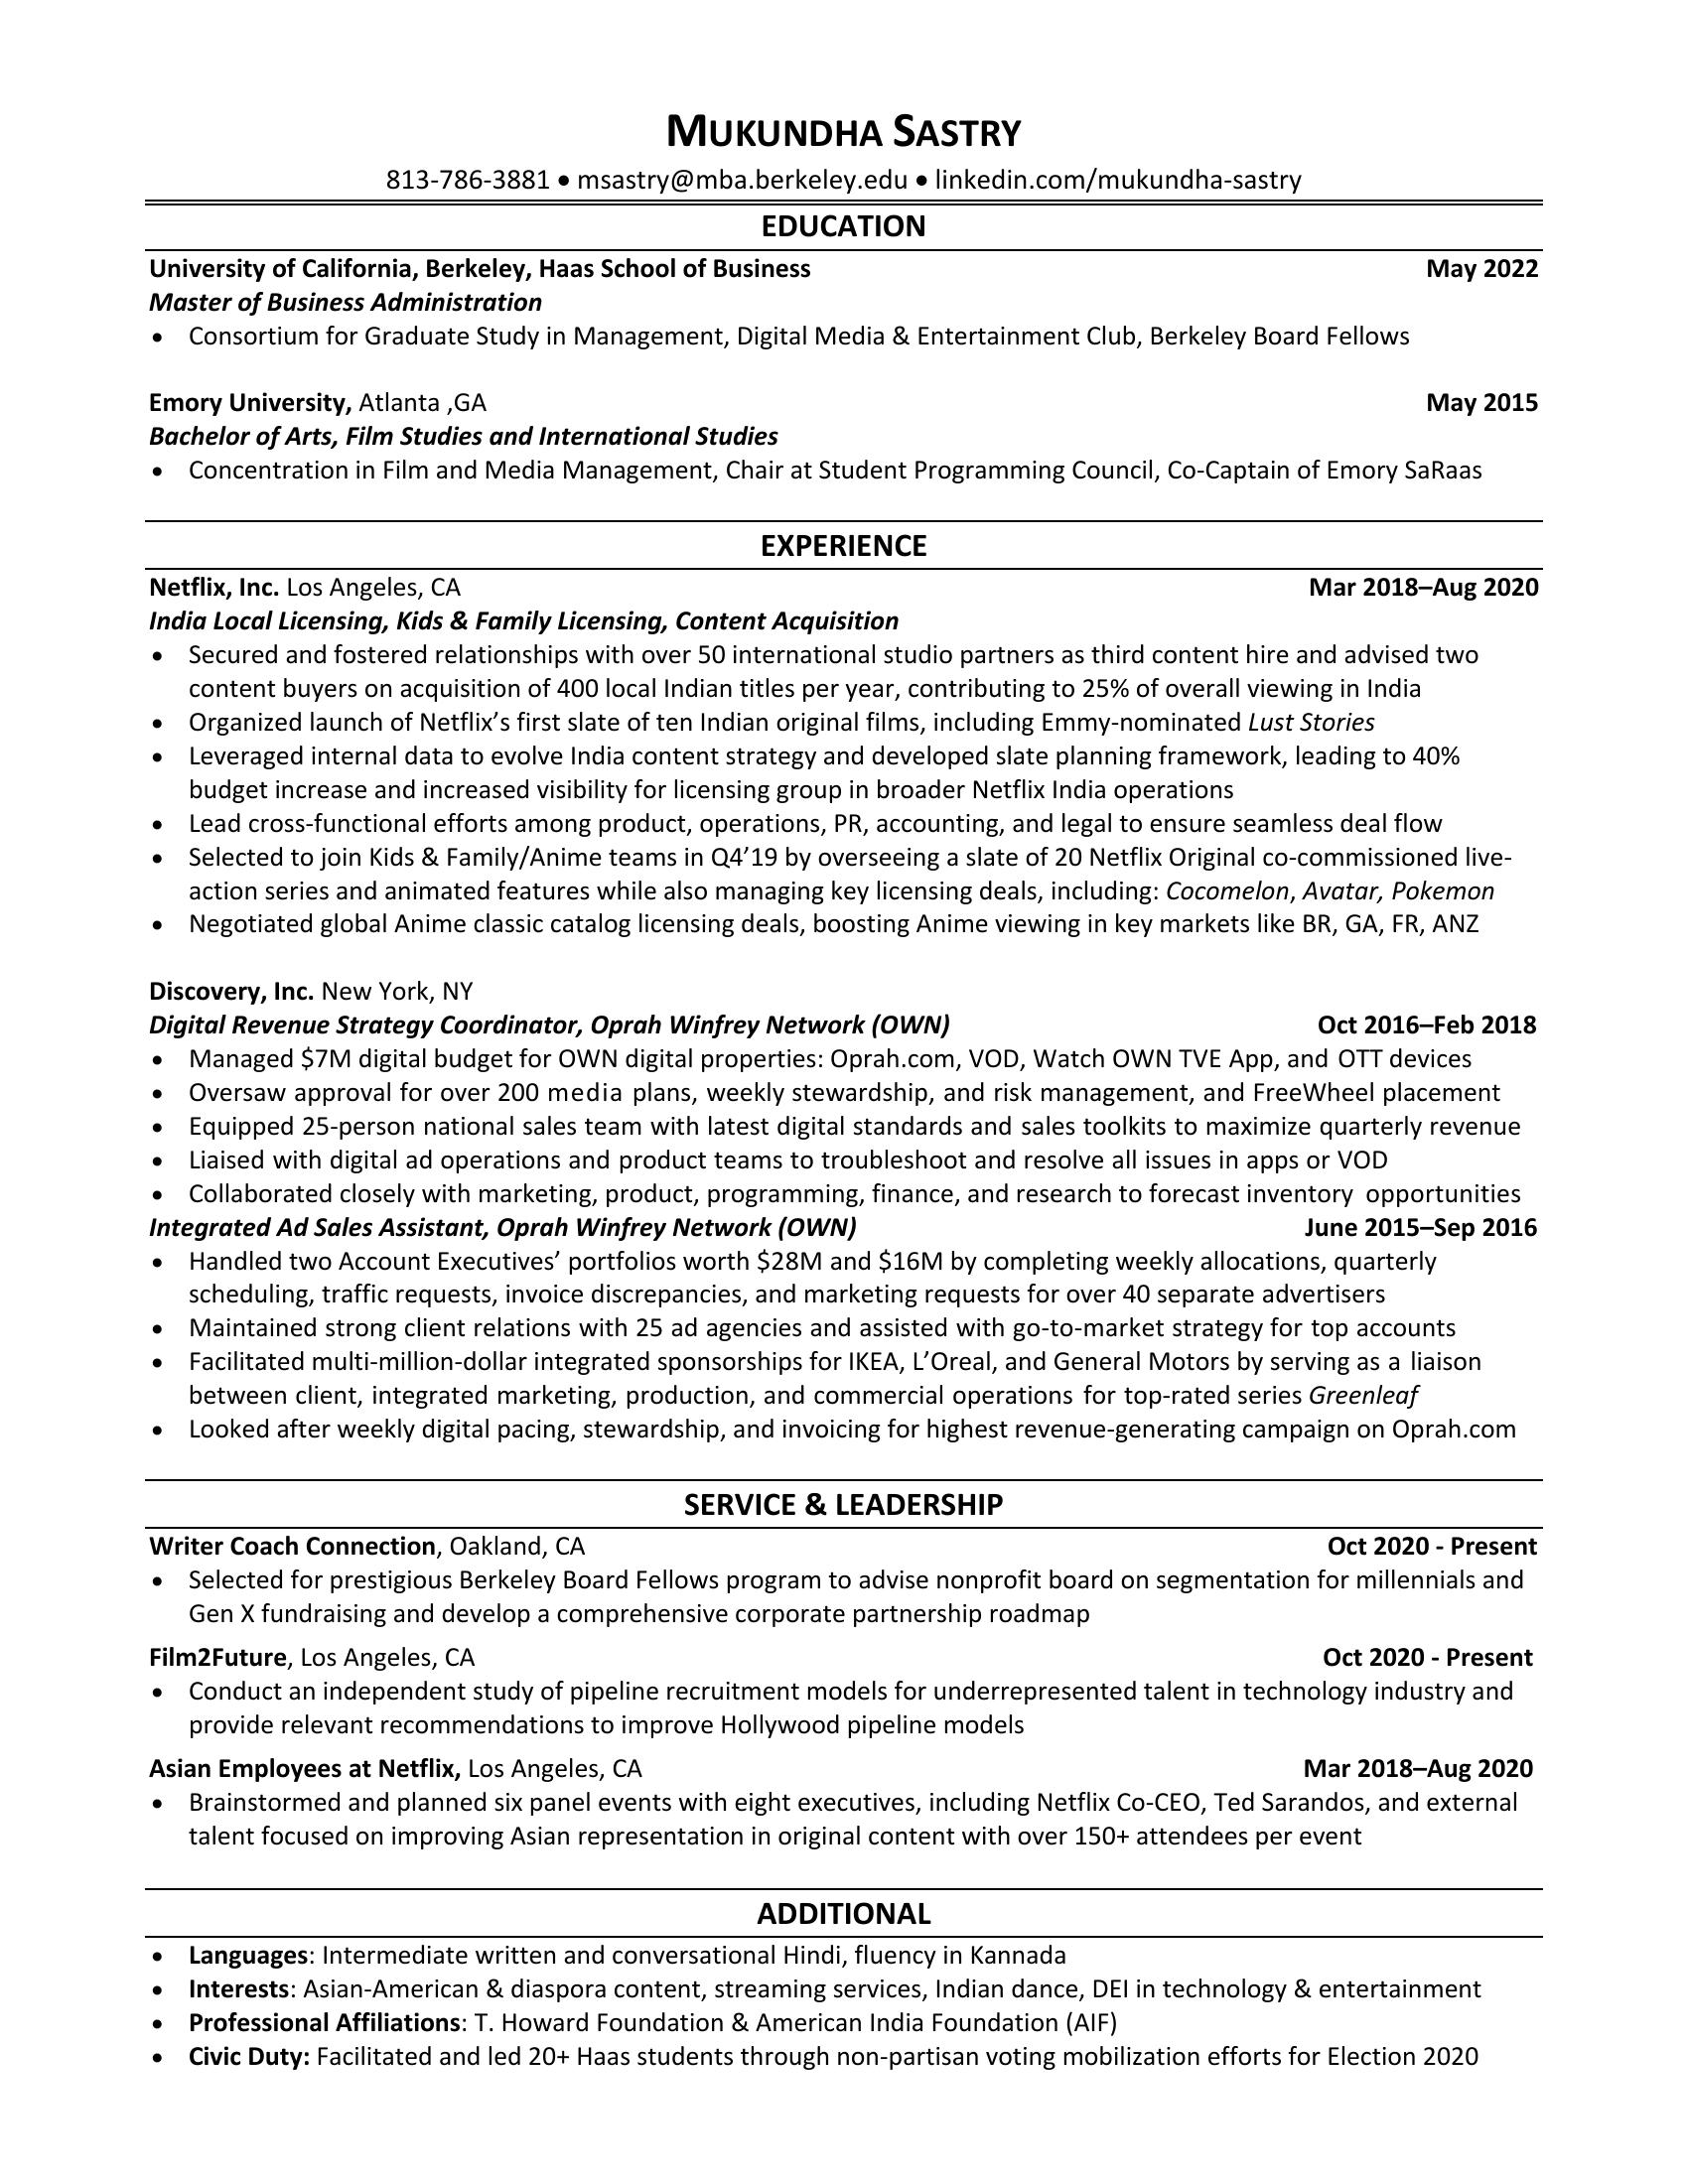 MUKUNDHA SASTRY
813-786-3881 • msastry@mba.berkeley.edu • linkedin.com/mukundha-sastry
EDUCATION
University of California, Berkeley, Haas School of Business May 2022
Master of Business Administration
• Consortium for Graduate Study in Management, Digital Media & Entertainment Club, Berkeley Board Fellows
Emory University, Atlanta ,GA May 2015
Bachelor of Arts, Film Studies and International Studies
• Concentration in Film and Media Management, Chair at Student Programming Council, Co-Captain of Emory SaRaas
EXPERIENCE
Netflix, Inc. Los Angeles, CA Mar 2018–Aug 2020
India Local Licensing, Kids & Family Licensing, Content Acquisition
• Secured and fostered relationships with over 50 international studio partners as third content hire and advised two
content buyers on acquisition of 400 local Indian titles per year, contributing to 25% of overall viewing in India
• Organized launch of Netflix’s first slate of ten Indian original films, including Emmy-nominated Lust Stories
• Leveraged internal data to evolve India content strategy and developed slate planning framework, leading to 40%
budget increase and increased visibility for licensing group in broader Netflix India operations
• Lead cross-functional efforts among product, operations, PR, accounting, and legal to ensure seamless deal flow
• Selected to join Kids & Family/Anime teams in Q4’19 by overseeing a slate of 20 Netflix Original co-commissioned live-
action series and animated features while also managing key licensing deals, including: Cocomelon, Avatar, Pokemon
• Negotiated global Anime classic catalog licensing deals, boosting Anime viewing in key markets like BR, GA, FR, ANZ
Discovery, Inc. New York, NY
Digital Revenue Strategy Coordinator, Oprah Winfrey Network (OWN) Oct 2016–Feb 2018
• Managed $7M digital budget for OWN digital properties: Oprah.com, VOD, Watch OWN TVE App, and OTT devices
• Oversaw approval for over 200 media plans, weekly stewardship, and risk management, and FreeWheel placement
• Equipped 25-person national sales team with latest digital standards and sales toolkits to maximize quarterly revenue
• Liaised with digital ad operations and product teams to troubleshoot and resolve all issues in apps or VOD
• Collaborated closely with marketing, product, programming, finance, and research to forecast inventory opportunities
Integrated Ad Sales Assistant, Oprah Winfrey Network (OWN) June 2015–Sep 2016
• Handled two Account Executives’ portfolios worth $28M and $16M by completing weekly allocations, quarterly
scheduling, traffic requests, invoice discrepancies, and marketing requests for over 40 separate advertisers
• Maintained strong client relations with 25 ad agencies and assisted with go-to-market strategy for top accounts
• Facilitated multi-million-dollar integrated sponsorships for IKEA, L’Oreal, and General Motors by serving as a liaison
between client, integrated marketing, production, and commercial operations for top-rated series Greenleaf
• Looked after weekly digital pacing, stewardship, and invoicing for highest revenue-generating campaign on Oprah.com
SERVICE & LEADERSHIP
Writer Coach Connection, Oakland, CA Oct 2020 - Present
• Selected for prestigious Berkeley Board Fellows program to advise nonprofit board on segmentation for millennials and
Gen X fundraising and develop a comprehensive corporate partnership roadmap
Film2Future, Los Angeles, CA Oct 2020 - Present
• Conduct an independent study of pipeline recruitment models for underrepresented talent in technology industry and
provide relevant recommendations to improve Hollywood pipeline models
Asian Employees at Netflix, Los Angeles, CA Mar 2018–Aug 2020
• Brainstormed and planned six panel events with eight executives, including Netflix Co-CEO, Ted Sarandos, and external
talent focused on improving Asian representation in original content with over 150+ attendees per event
ADDITIONAL
• Languages: Intermediate written and conversational Hindi, fluency in Kannada
• Interests: Asian-American & diaspora content, streaming services, Indian dance, DEI in technology & entertainment
• Professional Affiliations: T. Howard Foundation & American India Foundation (AIF)
• Civic Duty: Facilitated and led 20+ Haas students through non-partisan voting mobilization efforts for Election 2020